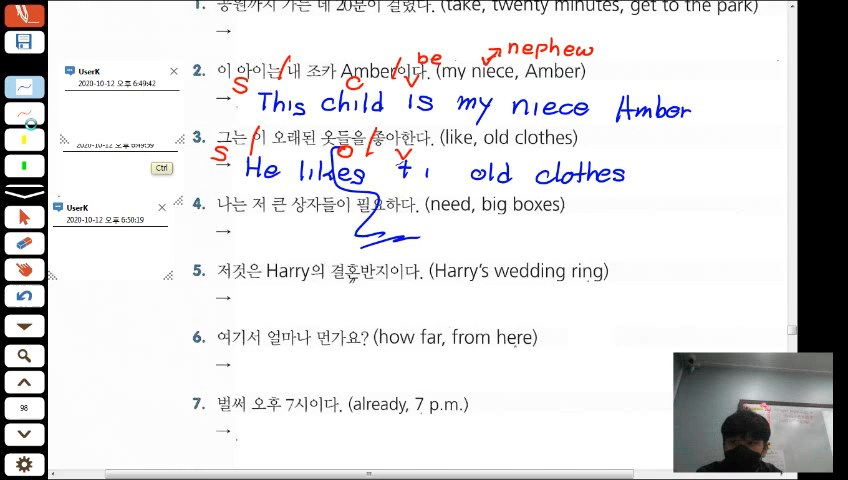 1. 공원까지 가는 데 20분이 걸렸다. (take, twenty minutes, get to the park)
→
be nephew
UserK
2020-10-12 오후 6:49:42
2. 이 아이는 / 내 조카 Amber / 이다. (my niece, Amber)
S C V
→ This child is my niece Amber
2020-10-12 오후 6:49:59
3. 그는 / 이 오래된 옷들을 / 좋아한다. (like, old clothes)
Ctrl
S O V
→ He likes old clothes
UserK
2020-10-12 오후 6:50:19
4. 나는 저 큰 상자들이 필요하다. (need, big boxes)
→
5. 저것은 Harry의 결혼반지이다. (Harry's wedding ring)
→
6. 여기서 얼마나 먼가요? (how far, from here)
→
7. 벌써 오후 7시이다. (already, 7 p.m.)
→
98